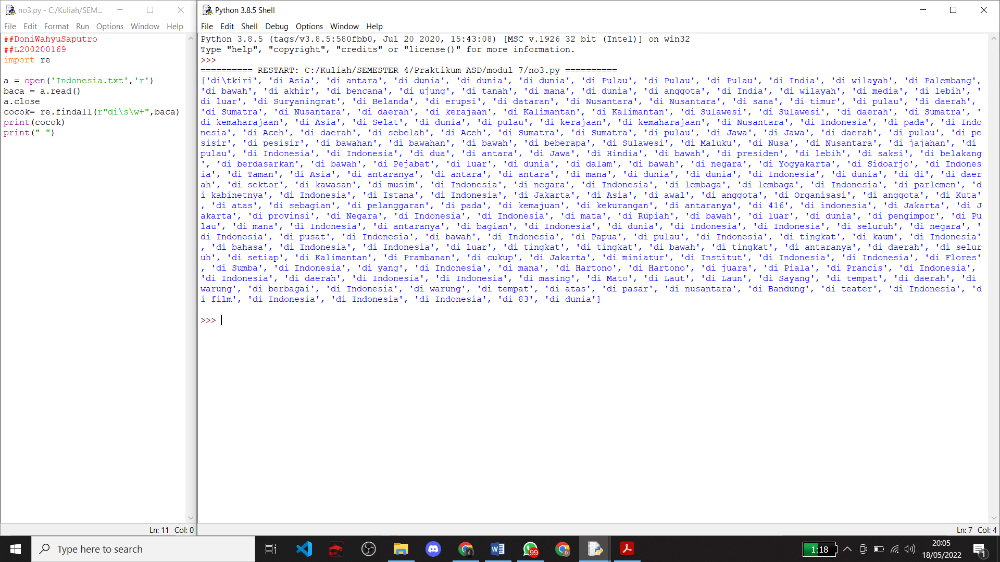 no3.py - C:/Kuliah/SEM...
File Edit Format Run Options Window Help
##DoniWahyuSaputro
##L200200169
import re
a = open('Indonesia.txt','r')
baca = a.read()
a.close
cocok= re.findall(r"di\s\w+",baca)
print(cocok)
print(" ")
Ln: 11 Col: 0
Python 3.8.5 Shell
File Edit Shell Debug Options Window Help
Python 3.8.5 (tags/v3.8.5:580fbb0, Jul 20 2020, 15:43:08) [MSC v.1926 32 bit (Intel)] on win32
Type "help", "copyright", "credits" or "license()" for more information.
>>>
========== RESTART: C:/Kuliah/SEMESTER 4/Praktikum ASD/modul 7/no3.py ==========
['di\tkiri', 'di Asia', 'di antara', 'di dunia', 'di dunia', 'di dunia', 'di Pulau', 'di Pulau', 'di Pulau', 'di India', 'di wilayah', 'di Palembang',
'di bawah', 'di akhir', 'di bencana', 'di ujung', 'di tanah', 'di mana', 'di dunia', 'di anggota', 'di India', 'di wilayah', 'di media', 'di lebih', '
di luar', 'di Suryaningrat', 'di Belanda', 'di erupsi', 'di dataran', 'di Nusantara', 'di Nusantara', 'di sana', 'di timur', 'di pulau', 'di daerah',
'di Sumatra', 'di Nusantara', 'di daerah', 'di kerajaan', 'di Kalimantan', 'di Kalimantan', 'di Sulawesi', 'di Sulawesi', 'di daerah', 'di Sumatra', '
di kemaharajaan', 'di Asia', 'di Selat', 'di dunia', 'di pulau', 'di kerajaan', 'di kemaharajaan', 'di Nusantara', 'di Indonesia', 'di pada', 'di Indo
nesia', 'di Aceh', 'di daerah', 'di sebelah', 'di Aceh', 'di Sumatra', 'di Sumatra', 'di pulau', 'di Jawa', 'di Jawa', 'di daerah', 'di pulau', 'di pe
sisir', 'di pesisir', 'di bawahan', 'di bawahan', 'di bawah', 'di beberapa', 'di Sulawesi', 'di Maluku', 'di Nusa', 'di Nusantara', 'di jajahan', 'di
pulau', 'di Indonesia', 'di Indonesia', 'di dua', 'di antara', 'di Jawa', 'di Hindia', 'di bawah', 'di presiden', 'di lebih', 'di saksi', 'di belakang
', 'di berdasarkan', 'di bawah', 'di Pejabat', 'di luar', 'di dunia', 'di dalam', 'di bawah', 'di negara', 'di Yogyakarta', 'di Sidoarjo', 'di Indones
ia', 'di Taman', 'di Asia', 'di antaranya', 'di antara', 'di antara', 'di mana', 'di dunia', 'di dunia', 'di Indonesia', 'di dunia', 'di di', 'di daer
ah', 'di sektor', 'di kawasan', 'di musim', 'di Indonesia', 'di negara', 'di Indonesia', 'di lembaga', 'di lembaga', 'di Indonesia', 'di parlemen', 'd
i kabinetnya', 'di Indonesia', 'di Istana', 'di Indonesia', 'di Jakarta', 'di Asia', 'di awal', 'di anggota', 'di Organisasi', 'di anggota', 'di Kuta'
, 'di atas', 'di sebagian', 'di pelanggaran', 'di pada', 'di kemajuan', 'di kekurangan', 'di antaranya', 'di 416', 'di indonesia', 'di Jakarta', 'di J
akarta', 'di provinsi', 'di Negara', 'di Indonesia', 'di Indonesia', 'di mata', 'di Rupiah', 'di bawah', 'di luar', 'di dunia', 'di pengimpor', 'di Pu
lau', 'di mana', 'di Indonesia', 'di antaranya', 'di bagian', 'di Indonesia', 'di dunia', 'di Indonesia', 'di Indonesia', 'di seluruh', 'di negara', '
di Indonesia', 'di pusat', 'di Indonesia', 'di bawah', 'di Indonesia', 'di Papua', 'di pulau', 'di Indonesia', 'di tingkat', 'di kaum', 'di Indonesia'
, 'di bahasa', 'di Indonesia', 'di Indonesia', 'di luar', 'di tingkat', 'di tingkat', 'di bawah', 'di tingkat', 'di antaranya', 'di daerah', 'di selur
uh', 'di setiap', 'di Kalimantan', 'di Prambanan', 'di cukup', 'di Jakarta', 'di miniatur', 'di Institut', 'di Indonesia', 'di Indonesia', 'di Flores'
, 'di Sumba', 'di Indonesia', 'di yang', 'di Indonesia', 'di mana', 'di Hartono', 'di Hartono', 'di juara', 'di Piala', 'di Prancis', 'di Indonesia',
'di Indonesia', 'di daerah', 'di Indonesia', 'di Indonesia', 'di masing', 'di Mato', 'di Laut', 'di Laun', 'di Sayang', 'di tempat', 'di daerah', 'di
warung', 'di berbagai', 'di Indonesia', 'di warung', 'di tempat', 'di atas', 'di pasar', 'di nusantara', 'di Bandung', 'di teater', 'di Indonesia', 'd
i film', 'di Indonesia', 'di Indonesia', 'di Indonesia', 'di 83', 'di dunia']
>>>
Ln: 7 Col: 4
Type here to search
99
D
1:18
20:05
18/05/2022
1